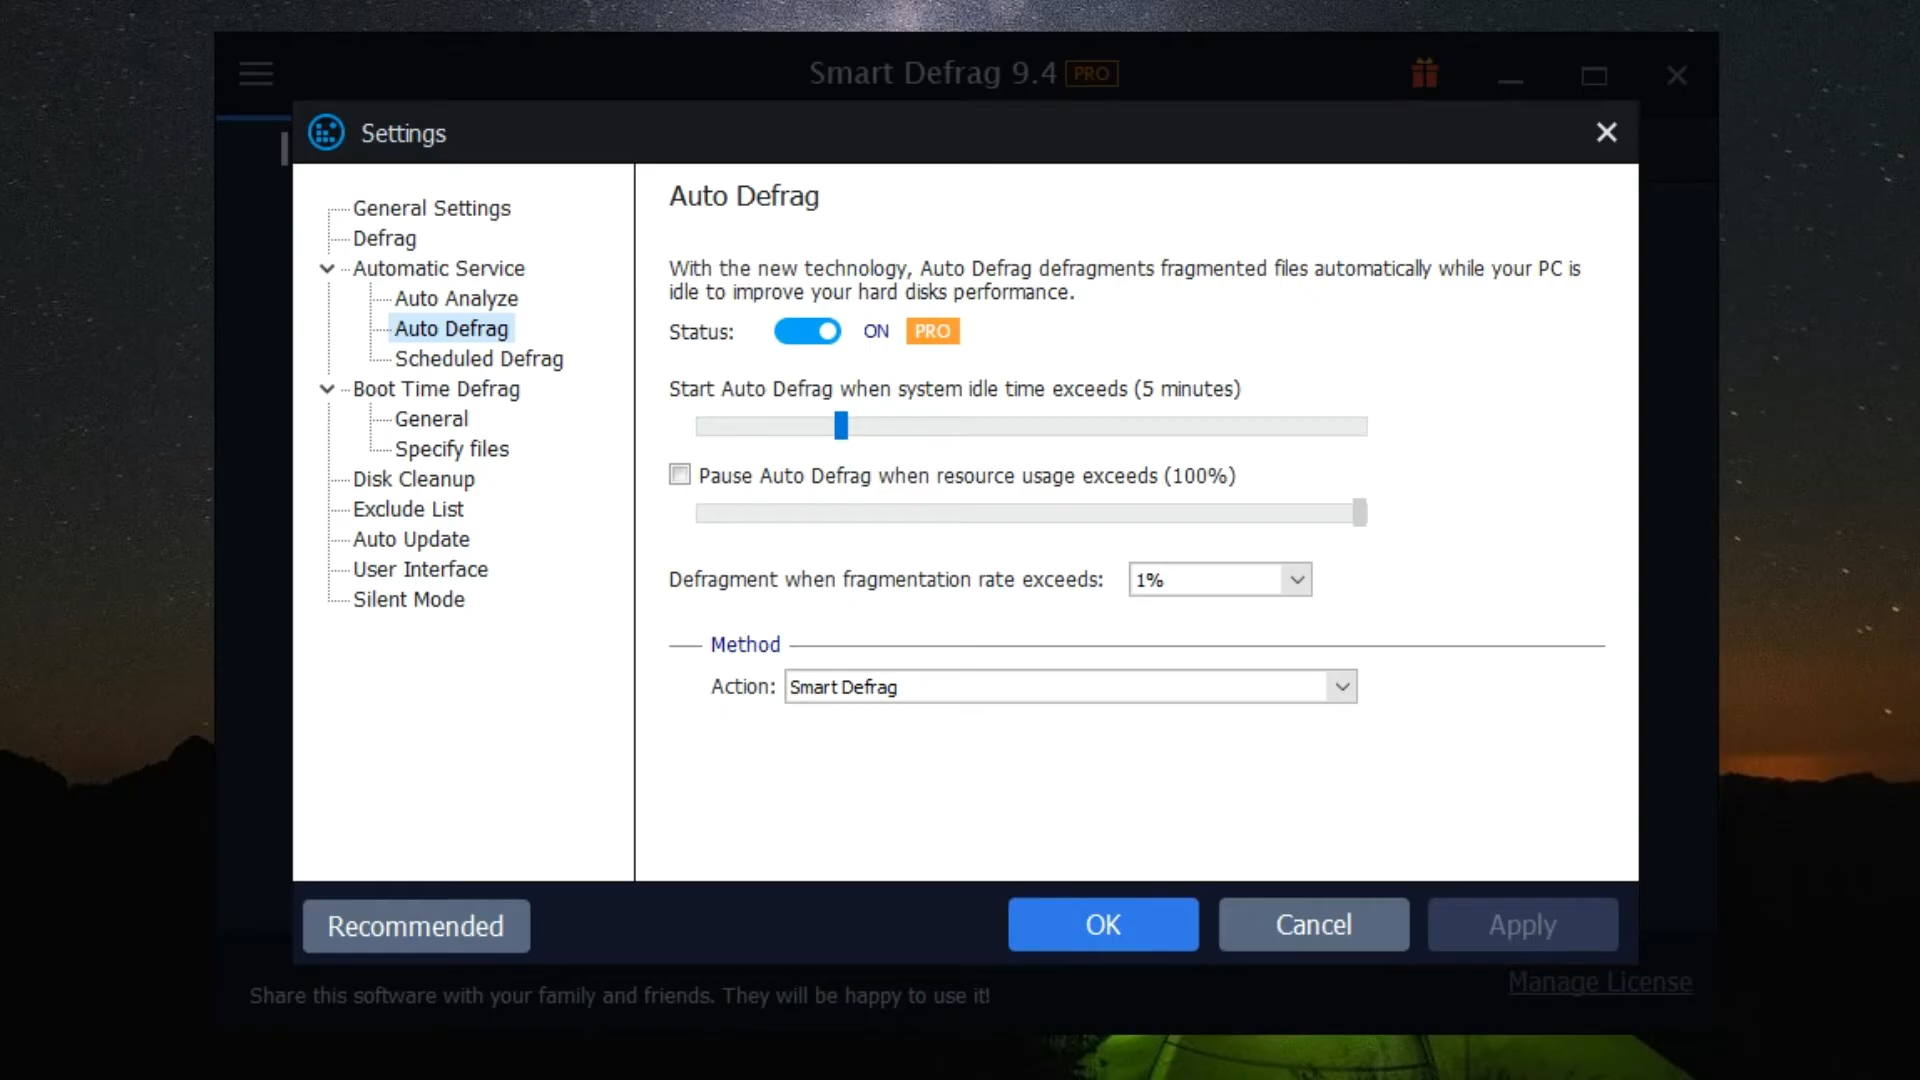 Smart Defrag 9.4 PRO
Settings
General Settings
Defrag
Automatic Service
Auto Analyze
Auto Defrag
Scheduled Defrag
Boot Time Defrag
General
Specify files
Disk Cleanup
Exclude List
Auto Update
User Interface
Silent Mode
Auto Defrag
With the new technology, Auto Defrag defragments fragmented files automatically while your PC is
idle to improve your hard disks performance.
Status: ON PRO
Start Auto Defrag when system idle time exceeds (5 minutes)
Pause Auto Defrag when resource usage exceeds (100%)
Defragment when fragmentation rate exceeds: 1%
Method
Action: Smart Defrag
Recommended
OK
Cancel
Apply
Share this software with your family and friends. They will be happy to use it!
Manage License